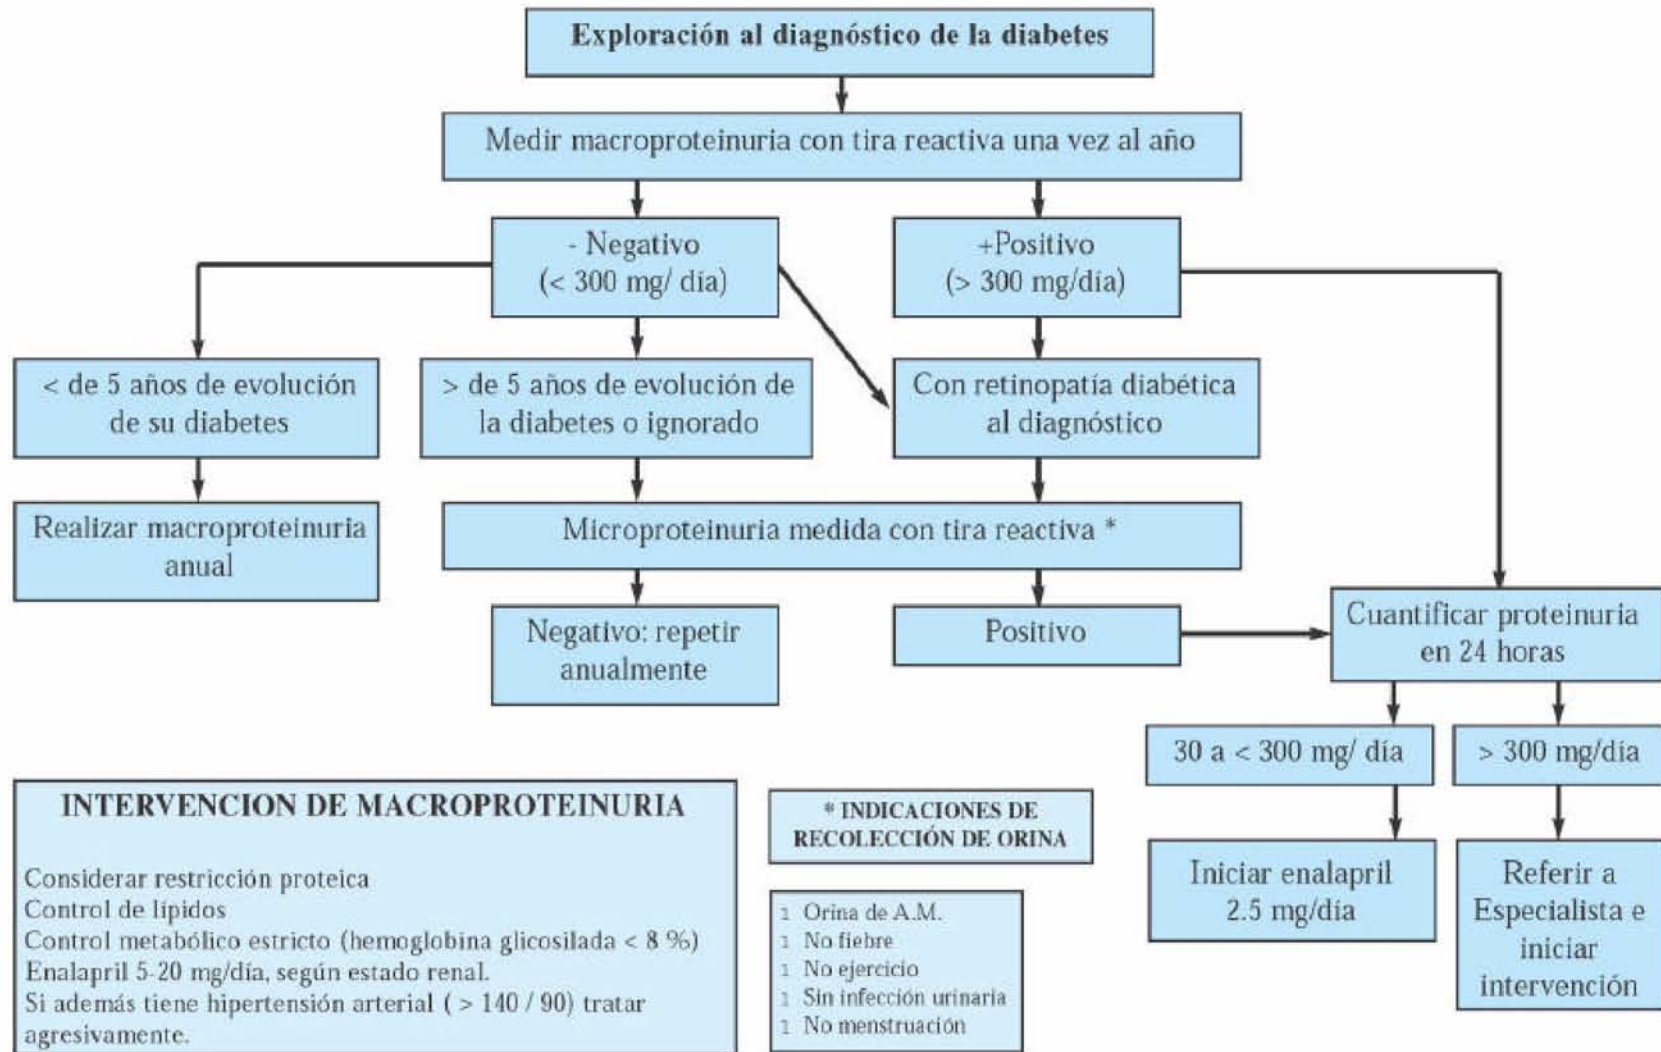 Exploración al diagnóstico de la diabetes
Medir macroproteinuria con tira reactiva una vez al año
- Negativo
(< 300 mg/ día)
+Positivo
(> 300 mg/día)
< de 5 años de evolución
de su diabetes
> de 5 años de evolución de
la diabetes o ignorado
Con retinopatía diabética
al diagnóstico
Realizar macroproteinuria
anual
Microproteinuria medida con tira reactiva *
Negativo: repetir
anualmente
Positivo
Cuantificar proteinuria
en 24 horas
30 a < 300 mg/ día
> 300 mg/día
Iniciar enalapril
2.5 mg/día
Referir a
Especialista e
iniciar
intervención
INTERVENCION DE MACROPROTEINURIA
Considerar restricción proteica
Control de lípidos
Control metabólico estricto (hemoglobina glicosilada < 8 %)
Enalapril 5-20 mg/día, según estado renal.
Si además tiene hipertensión arterial ( > 140 / 90) tratar
agresivamente.
* INDICACIONES DE
RECOLECCIÓN DE ORINA
1 Orina de A.M.
1 No fiebre
1 No ejercicio
1 Sin infección urinaria
1 No menstruación